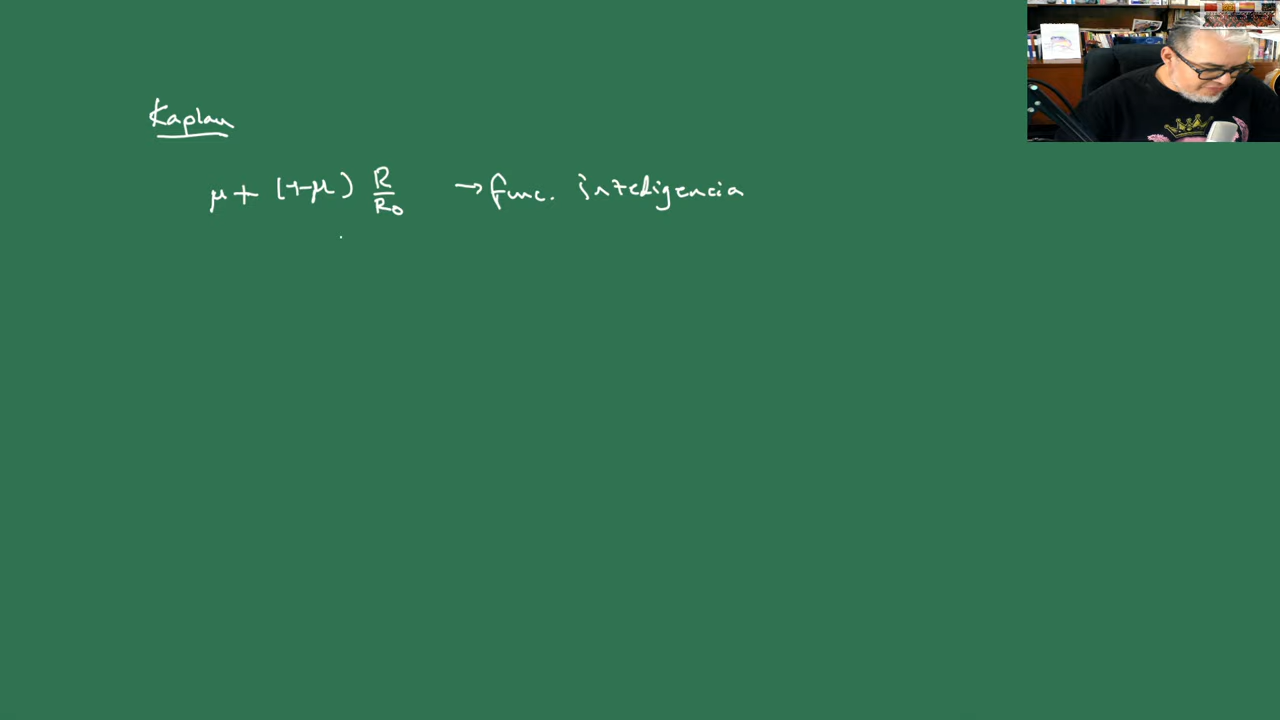 Kaplan
μ + (1-μ) R/R₀ → func. inteligencia